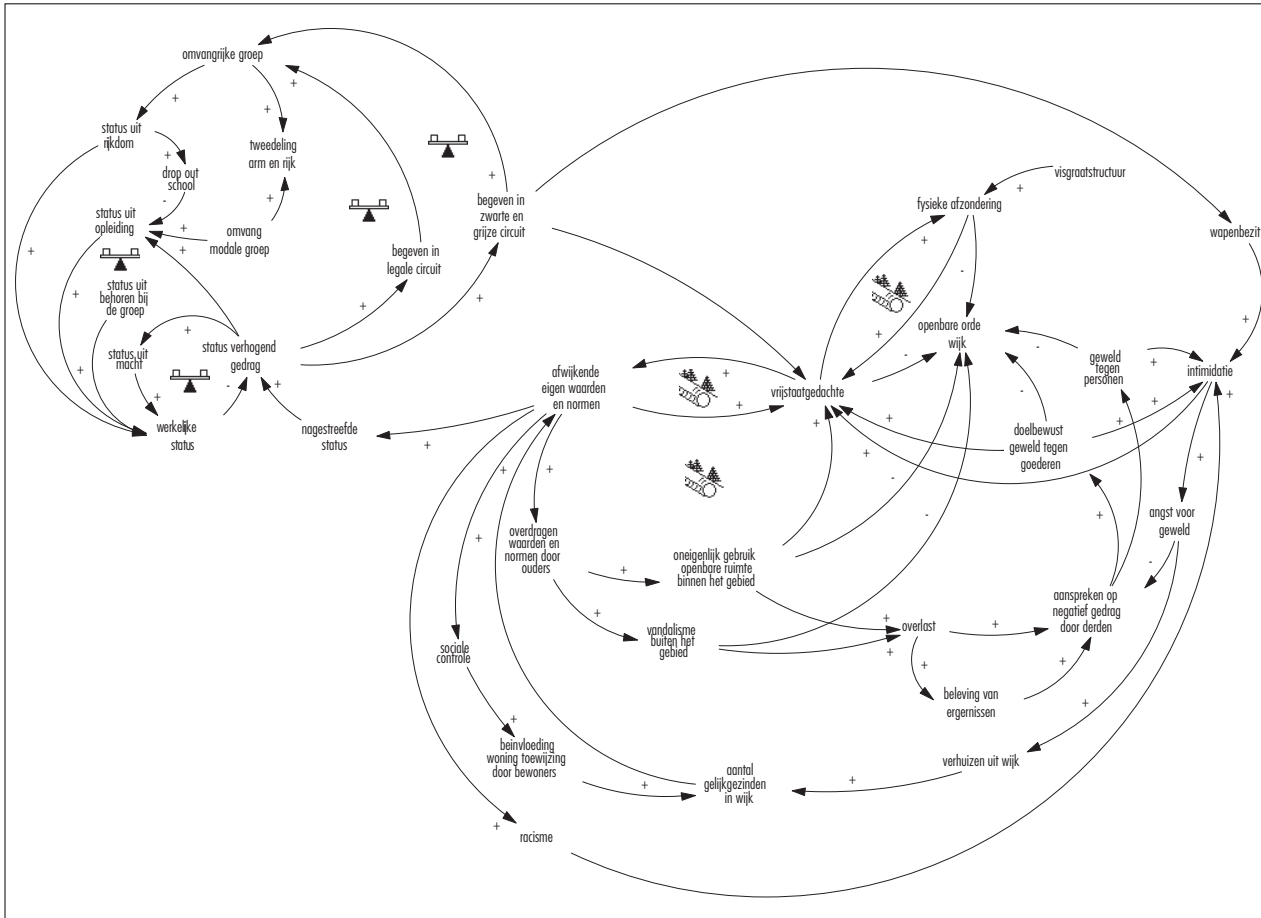 omvangrijke groep
+
+
+
status uit
rijkdom
tweedeling
arm en rijk
+
drop out
school
-
+
status uit
opleiding
+
+
omvang
modale groep
+
begeven in
zwarte en
grijze circuit
begeven in
legale circuit
+
status uit
behoren bij
de groep
+
+
+
status uit
macht
+
status verhogend
gedrag
+
+
-
+
werkelijke
status
nagestreefde
status
+
visgraatstructuur
+
fysieke afzondering
wapenbezit
+
-
+
openbare orde
wijk
+
-
-
-
geweld
tegen
personen
+
intimidatie
afwijkende
eigen waarden
en normen
+
+
vrijstaatgedachte
+
+
+
+
doelbewust
geweld tegen
goederen
+
+
+
+
+
+
-
-
+
+
angst voor
geweld
overdragen
waarden en
normen door
ouders
+
oneigenlijk gebruik
openbare ruimte
binnen het gebied
-
aanspreken op
negatief gedrag
door derden
+
vandalisme
buiten het
gebied
+
+
overlast
+
sociale
controle
+
+
beleving van
ergernissen
+
+
beinvloeding
woning toewijzing
door bewoners
+
aantal
gelijkgezinden
in wijk
+
verhuizen uit wijk
+
racisme